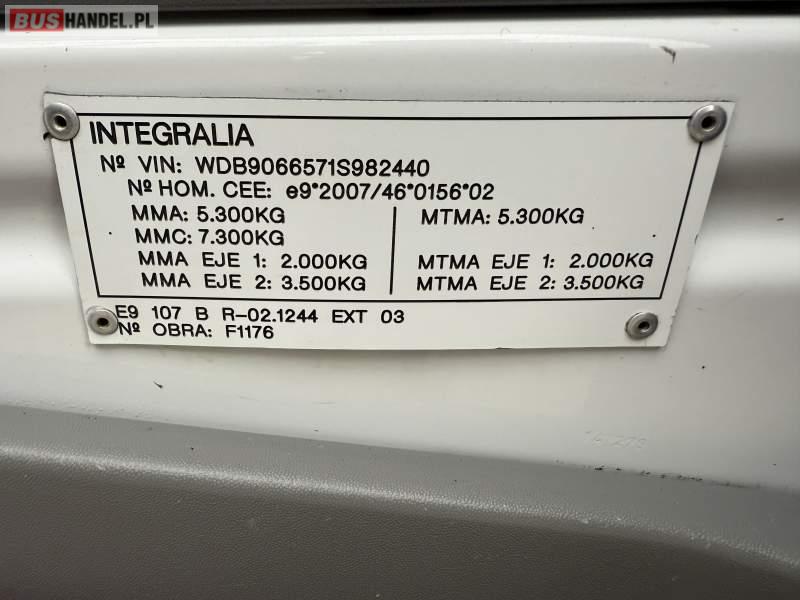 BUSHANDEL.PL
INTEGRALIA
Nº VIN: WDB9066571S982440
Nº HOM. CEE: e9*2007/46*0156*02
MMA: 5.300KG
MTMA: 5.300KG
MMC: 7.300KG
MMA EJE 1: 2.000KG
MTMA EJE 1: 2.000KG
MMA EJE 2: 3.500KG
MTMA EJE 2: 3.500KG
E9 107 B R-02.1244 EXT 03
Nº OBRA: F1176